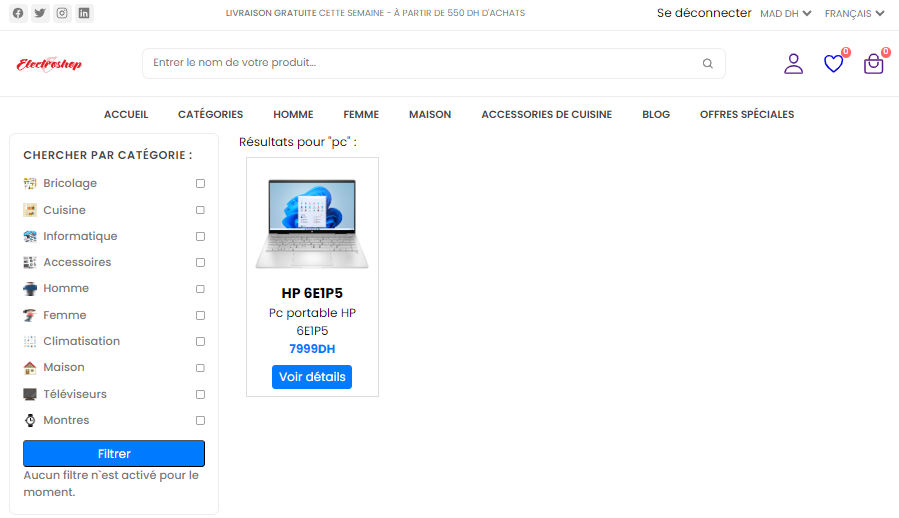 LIVRAISON GRATUITE CETTE SEMAINE - À PARTIR DE 550 DH D'ACHATS
Se déconnecter
MAD DH
FRANÇAIS
Electroshop
Entrer le nom de votre produit...
0
0
ACCUEIL
CATÉGORIES
HOMME
FEMME
MAISON
ACCESSOIRES DE CUISINE
BLOG
OFFRES SPÉCIALES
CHERCHER PAR CATÉGORIE :
Bricolage
Cuisine
Informatique
Accessoires
Homme
Femme
Climatisation
Maison
Téléviseurs
Montres
Filtrer
Aucun filtre n`est activé pour le
moment.
Résultats pour "pc" :
HP 6E1P5
Pc portable HP
6E1P5
7999DH
Voir détails